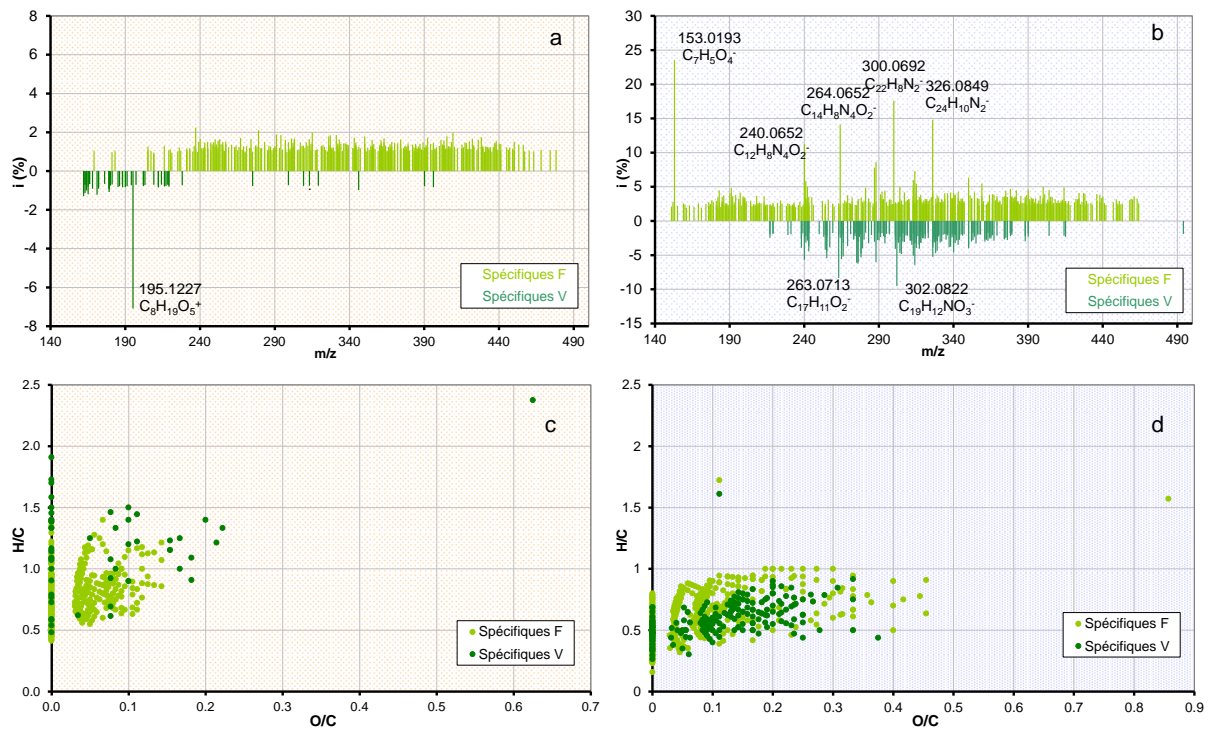 a
8
6
4
2
0
-2
-4
-6
-8
i (%)
195.1227
C₈H₁₉O₅⁺
Spécifiques F
Spécifiques V
140 190 240 290 340 390 440 490
m/z
b
30
25
20
15
10
5
0
-5
-10
-15
i (%)
153.0193
C₇H₅O₄⁻
300.0692
C₂₂H₈N₂⁻
264.0652
C₁₄H₈N₄O₂⁻
326.0849
C₂₄H₁₀N₂⁻
240.0652
C₁₂H₈N₄O₂⁻
263.0713
C₁₇H₁₁O₂⁻
302.0822
C₁₉H₁₂NO₃⁻
Spécifiques F
Spécifiques V
140 190 240 290 340 390 440 490
m/z
c
2.5
2.0
1.5
1.0
0.5
0.0
H/C
Spécifiques F
Spécifiques V
0 0.1 0.2 0.3 0.4 0.5 0.6 0.7
O/C
d
2.5
2.0
1.5
1.0
0.5
0.0
H/C
Spécifiques F
Spécifiques V
0 0.1 0.2 0.3 0.4 0.5 0.6 0.7 0.8 0.9
O/C